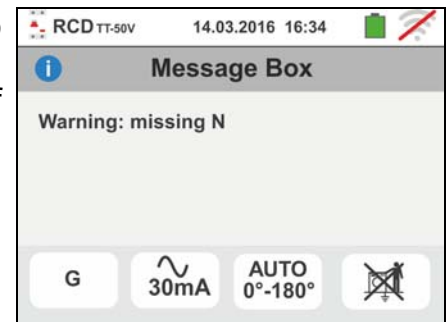 RCD TT-50V 14.03.2016 16:34
i Message Box
Warning: missing N
G 30mA AUTO
0°-180°